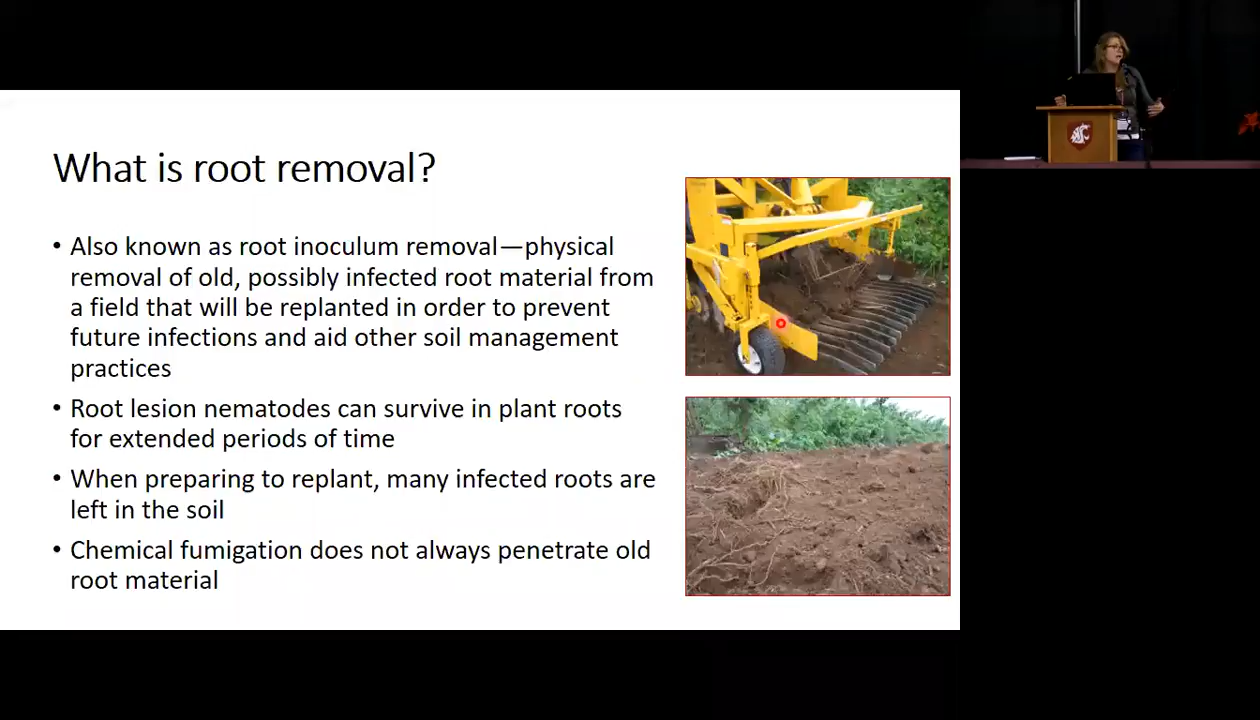 What is root removal?
• Also known as root inoculum removal—physical
removal of old, possibly infected root material from
a field that will be replanted in order to prevent
future infections and aid other soil management
practices
• Root lesion nematodes can survive in plant roots
for extended periods of time
• When preparing to replant, many infected roots are
left in the soil
• Chemical fumigation does not always penetrate old
root material